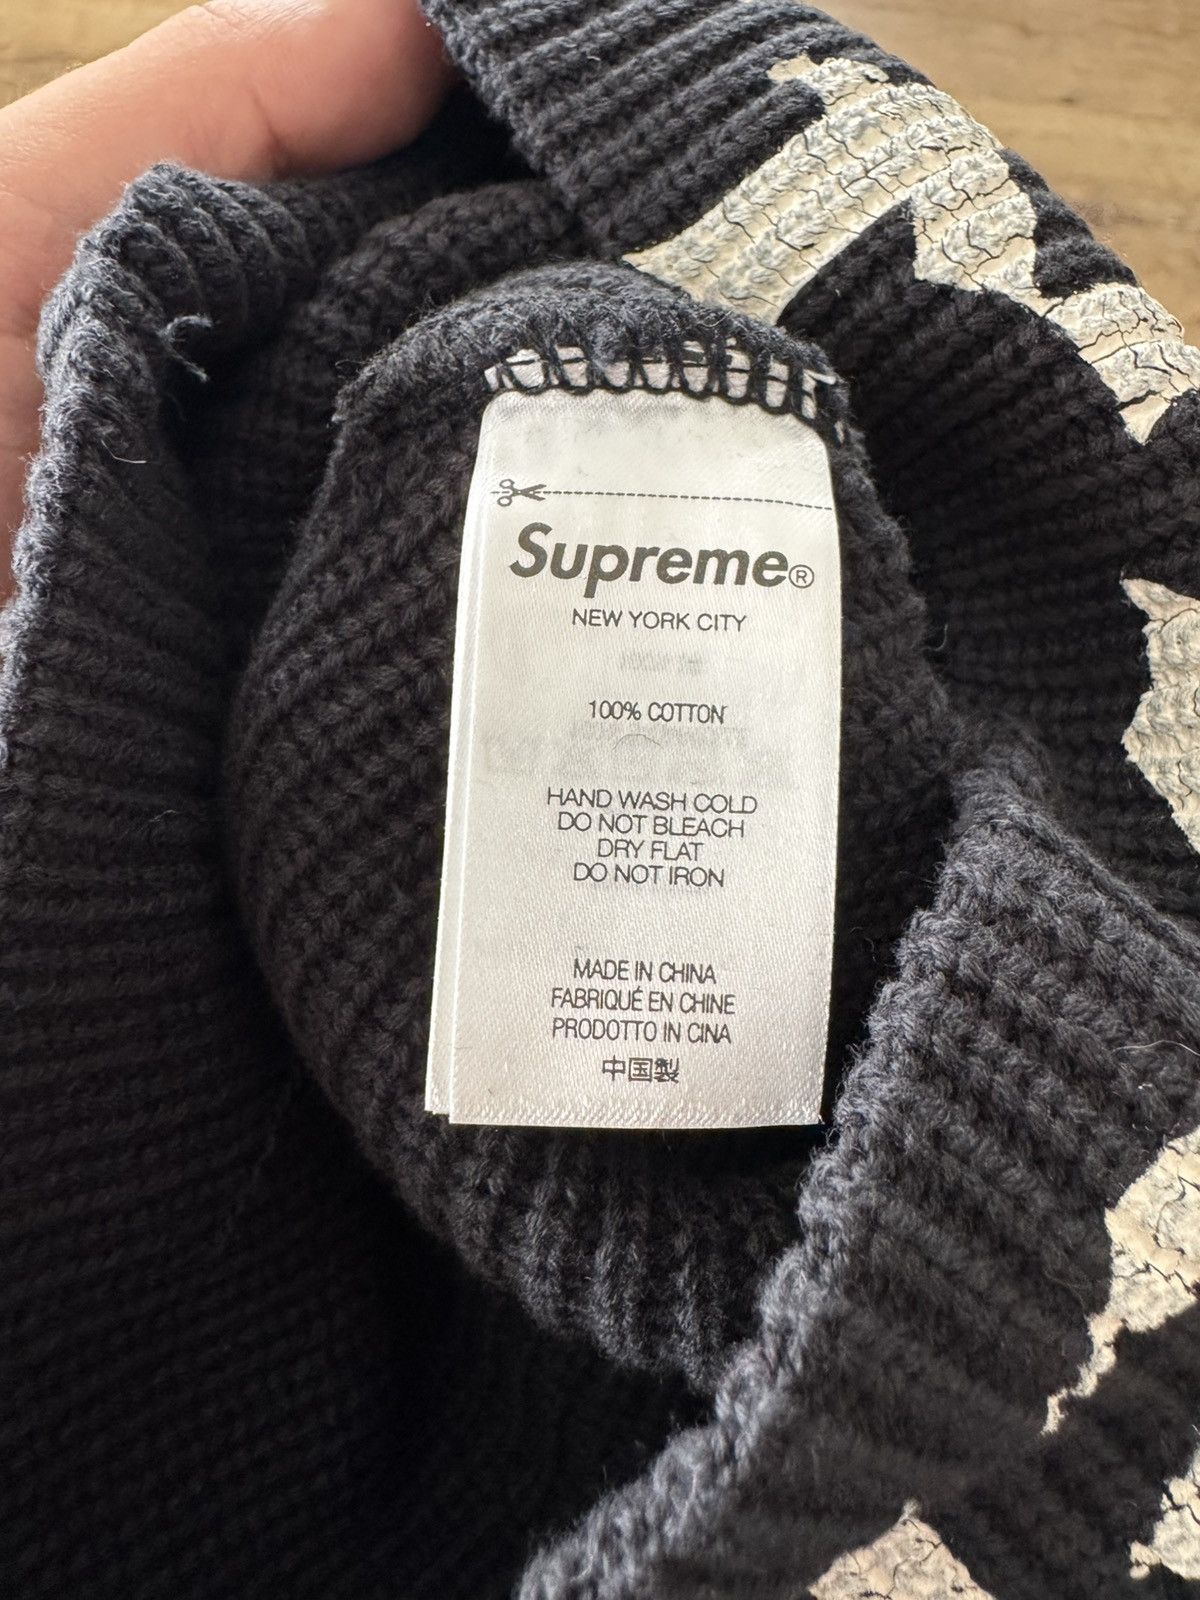 Supreme®
NEW YORK CITY
100% COTTON
HAND WASH COLD
DO NOT BLEACH
DRY FLAT
DO NOT IRON
MADE IN CHINA
FABRIQUÉ EN CHINE
PRODOTTO IN CINA
中国製